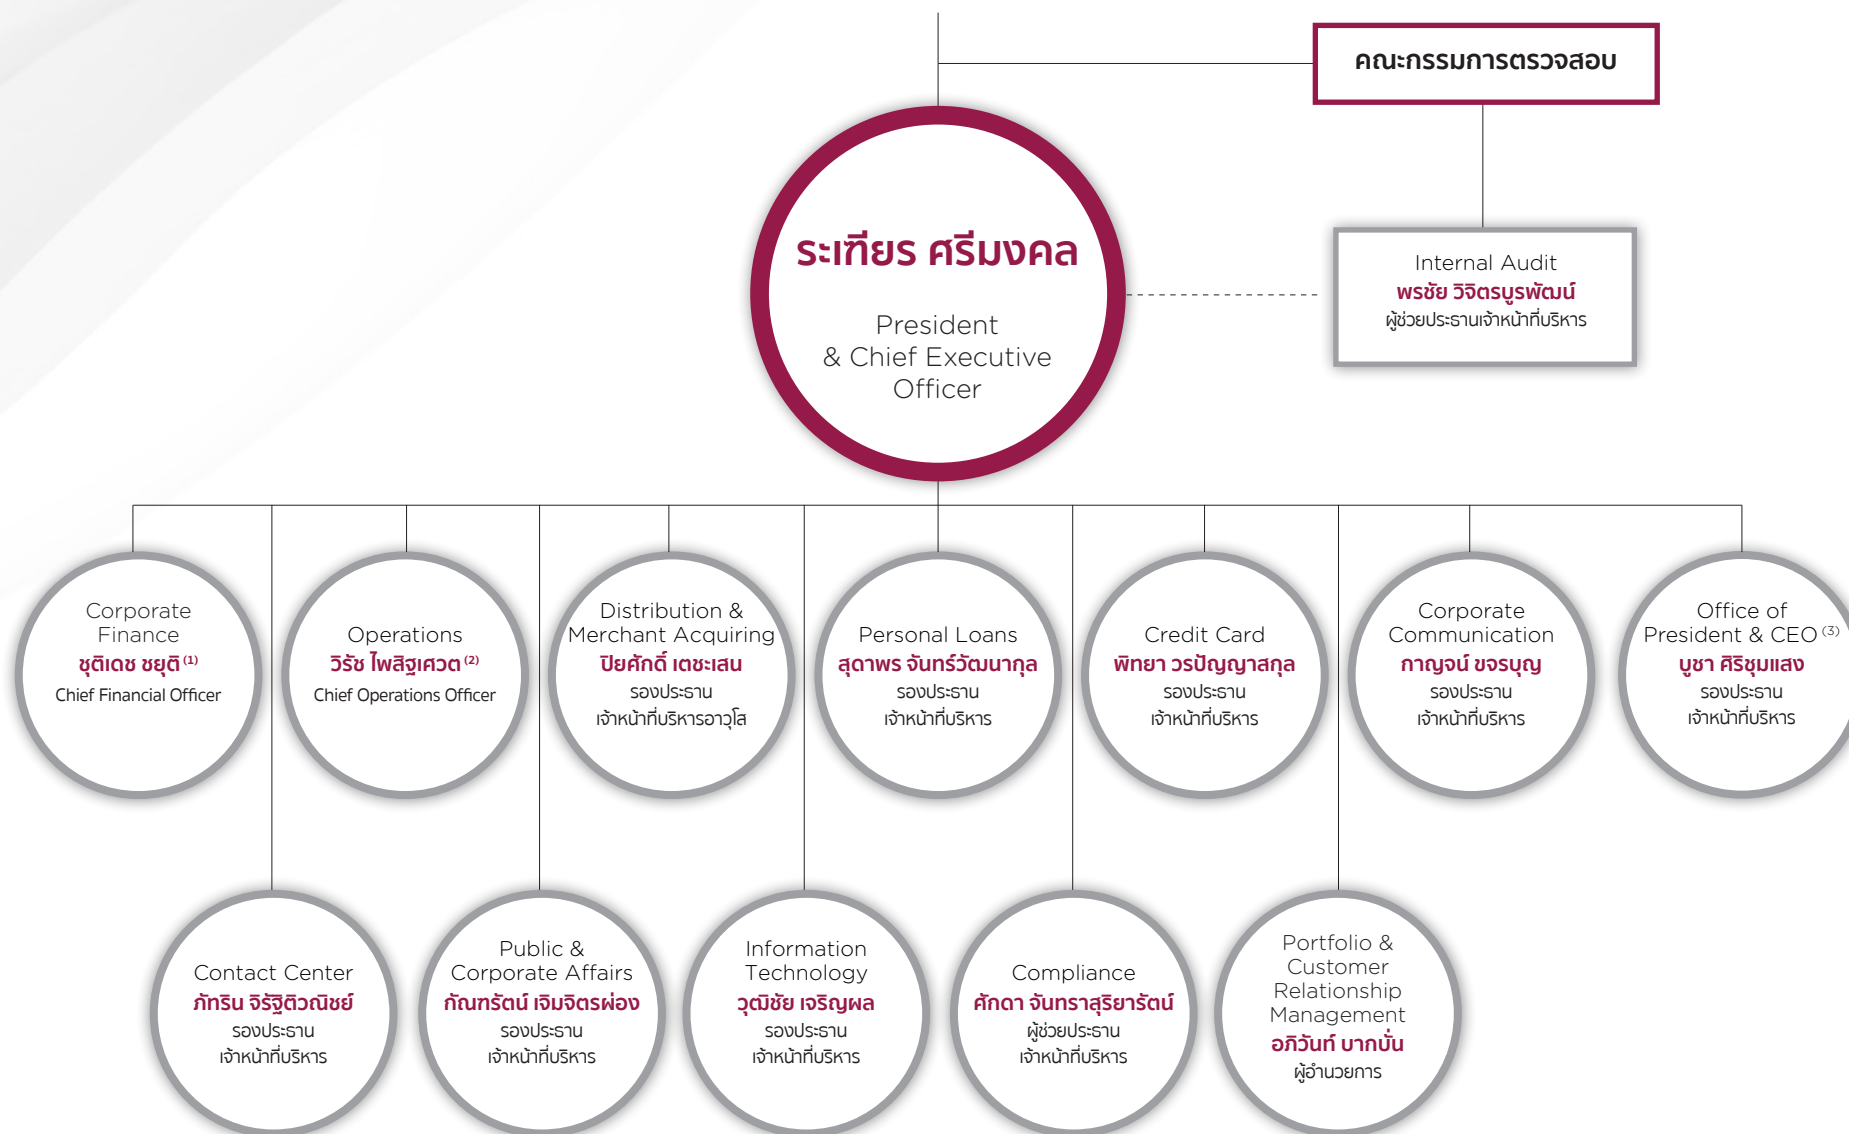 คณะกรรมการตรวจสอบ
ระเฑียร ศรีมงคล
President
& Chief Executive
Officer
Internal Audit
พรชัย วิจิตรบูรพัฒน์
ผู้ช่วยประธานเจ้าหน้าที่บริหาร
Corporate
Finance
ชุติเดช ชยุติ (1)
Chief Financial Officer
Operations
วิรัช ไพสิฐเศวต (2)
Chief Operations Officer
Distribution &
Merchant Acquiring
ปิยศักดิ์ เตชะเสน
รองประธาน
เจ้าหน้าที่บริหารอาวุโส
Personal Loans
สุดาพร จันทร์วัฒนากุล
รองประธาน
เจ้าหน้าที่บริหาร
Credit Card
พิทยา วรปัญญาสกุล
รองประธาน
เจ้าหน้าที่บริหาร
Corporate
Communication
กาญจน์ ขจรบุญ
รองประธาน
เจ้าหน้าที่บริหาร
Office of
President & CEO (3)
บูชา ศิริชุมแสง
รองประธาน
เจ้าหน้าที่บริหาร
Contact Center
ภัทริน จิรัฐิติวณิชย์
รองประธาน
เจ้าหน้าที่บริหาร
Public &
Corporate Affairs
กัณฑรัตน์ เจิมจิตรผ่อง
รองประธาน
เจ้าหน้าที่บริหาร
Information
Technology
วุฒิชัย เจริญผล
รองประธาน
เจ้าหน้าที่บริหาร
Compliance
ศักดา จันทราสุริยารัตน์
ผู้ช่วยประธาน
เจ้าหน้าที่บริหาร
Portfolio &
Customer
Relationship
Management
อภิวันท์ บากบั่น
ผู้อำนวยการ